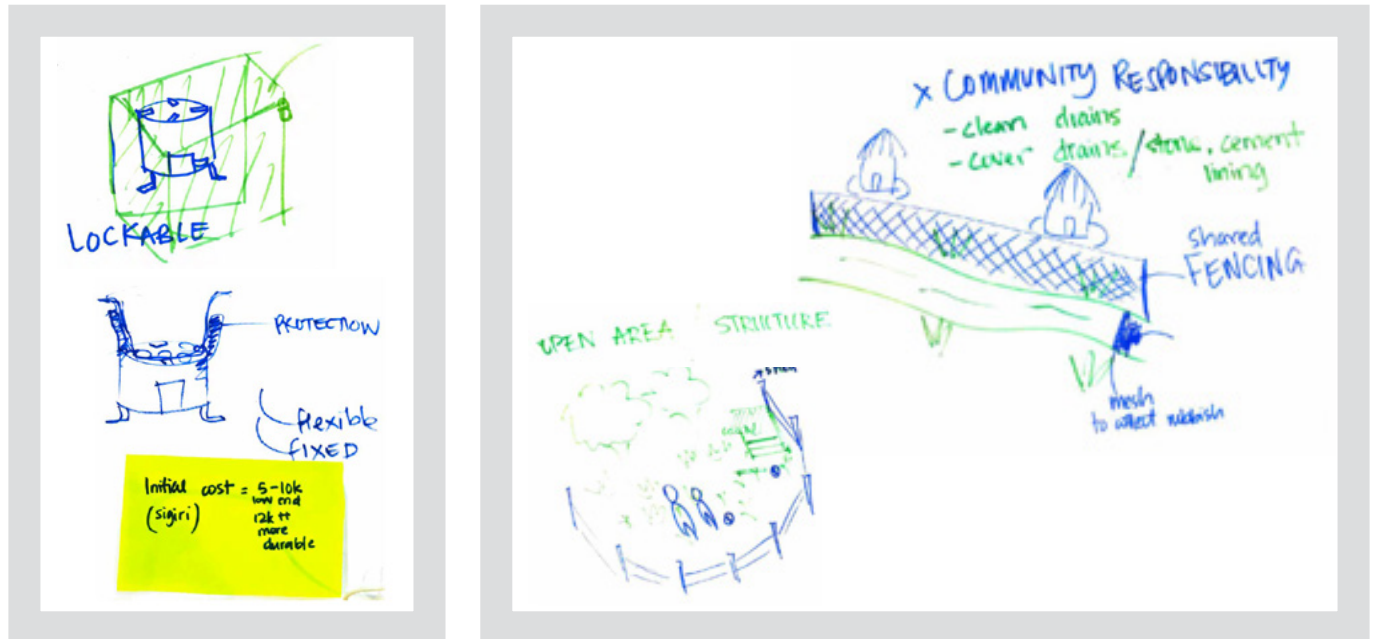 LOCKABLE
PROTECTION
flexible
FIXED
Initial cost = 5-10k
(sigiri) low end
12k ++
more
durable
x COMMUNITY RESPONSIBILITY
- clean drains
- cover drains / stone, cement
lining
shared
FENCING
mesh
to collect rubbish
OPEN AREA STRUCTURE